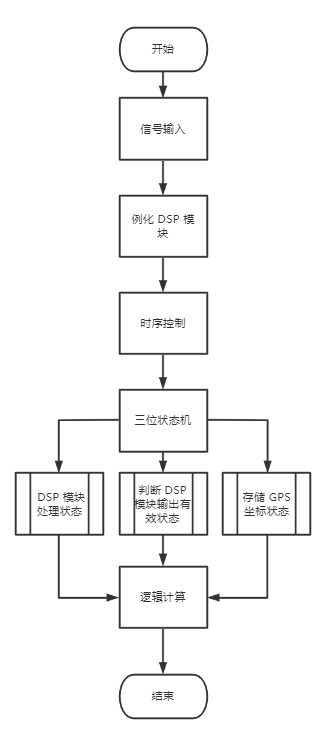 开始
信号输入
例化 DSP 模
块
时序控制
三位状态机
DSP 模块
处理状态
判断 DSP
模块输出有
效状态
存储 GPS
坐标状态
逻辑计算
结束